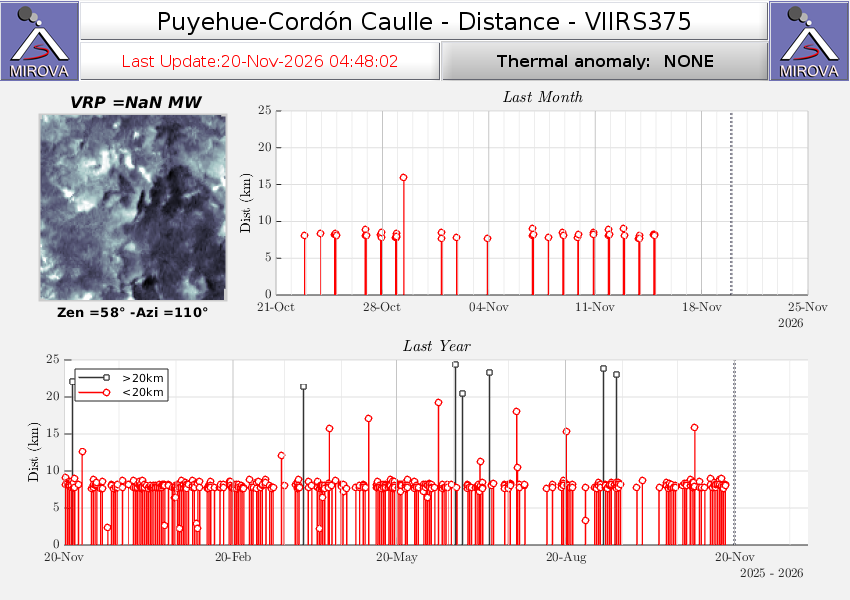 Puyehue-Cordón Caulle - Distance - VIIRS375
MIROVA
Last Update:20-Nov-2026 04:48:02
Thermal anomaly: NONE
MIROVA
VRP =NaN MW
Zen =58° -Azi =110°
Last Month
Dist (km)
25
20
15
10
5
0
21-Oct
28-Oct
04-Nov
11-Nov
18-Nov
25-Nov
2026
Last Year
Dist (km)
25
20
15
10
5
0
>20km
<20km
20-Nov
20-Feb
20-May
20-Aug
20-Nov
2025 - 2026